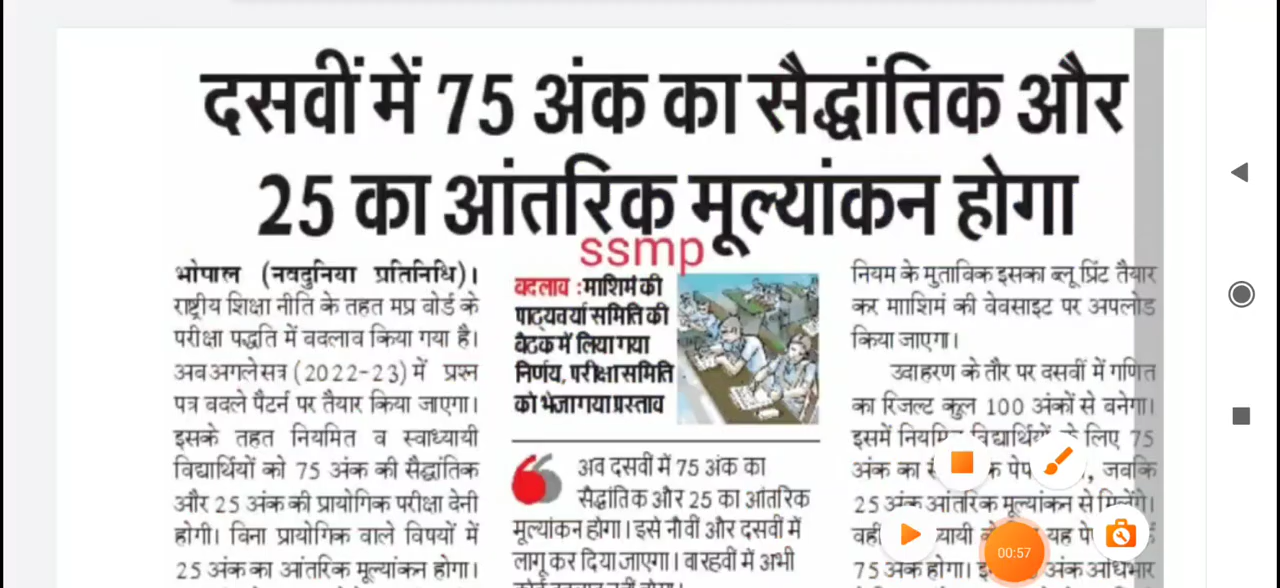 दसवीं में 75 अंक का सैद्धांतिक और
25 का आंतरिक मूल्यांकन होगा
ssmp
भोपाल (नवदुनिया प्रतिनिधि)।
राष्ट्रीय शिक्षा नीति के तहत मप्र बोर्ड के
परीक्षा पद्धति में बदलाव किया गया है।
अब अगले सत्र (2022-23) में प्रश्न
पत्र बदले पैटर्न पर तैयार किया जाएगा।
इसके तहत नियमित व स्वाध्यायी
विद्यार्थियों को 75 अंक की सैद्धांतिक
और 25 अंक की प्रायोगिक परीक्षा देनी
होगी। बिना प्रायोगिक वाले विषयों में
25 अंक का आंतरिक मूल्यांकन होगा।
बदलाव : माशिमं की
पाठ्यचर्या समिति की
बैठक में लिया गया
निर्णय, परीक्षा समिति
को भेजा गया प्रस्ताव
अब दसवीं में 75 अंक का
सैद्धांतिक और 25 का आंतरिक
मूल्यांकन होगा। इसे नौवीं और दसवीं में
लागू कर दिया जाएगा। बारहवीं में अभी
नियम के मुताबिक इसका ब्लू प्रिंट तैयार
कर मााशिमं की वेबसाइट पर अपलोड
किया जाएगा।
उदाहरण के तौर पर दसवीं में गणित
का रिजल्ट कुल 100 अंकों से बनेगा।
इसमें नियमित विद्यार्थियों के लिए 75
अंक का पेप , जबकि
25 अंक आंतरिक मूल्यांकन से मिलेंगे।
वहीं यह
75 अंक होगा। अंक अधिभार
00:57